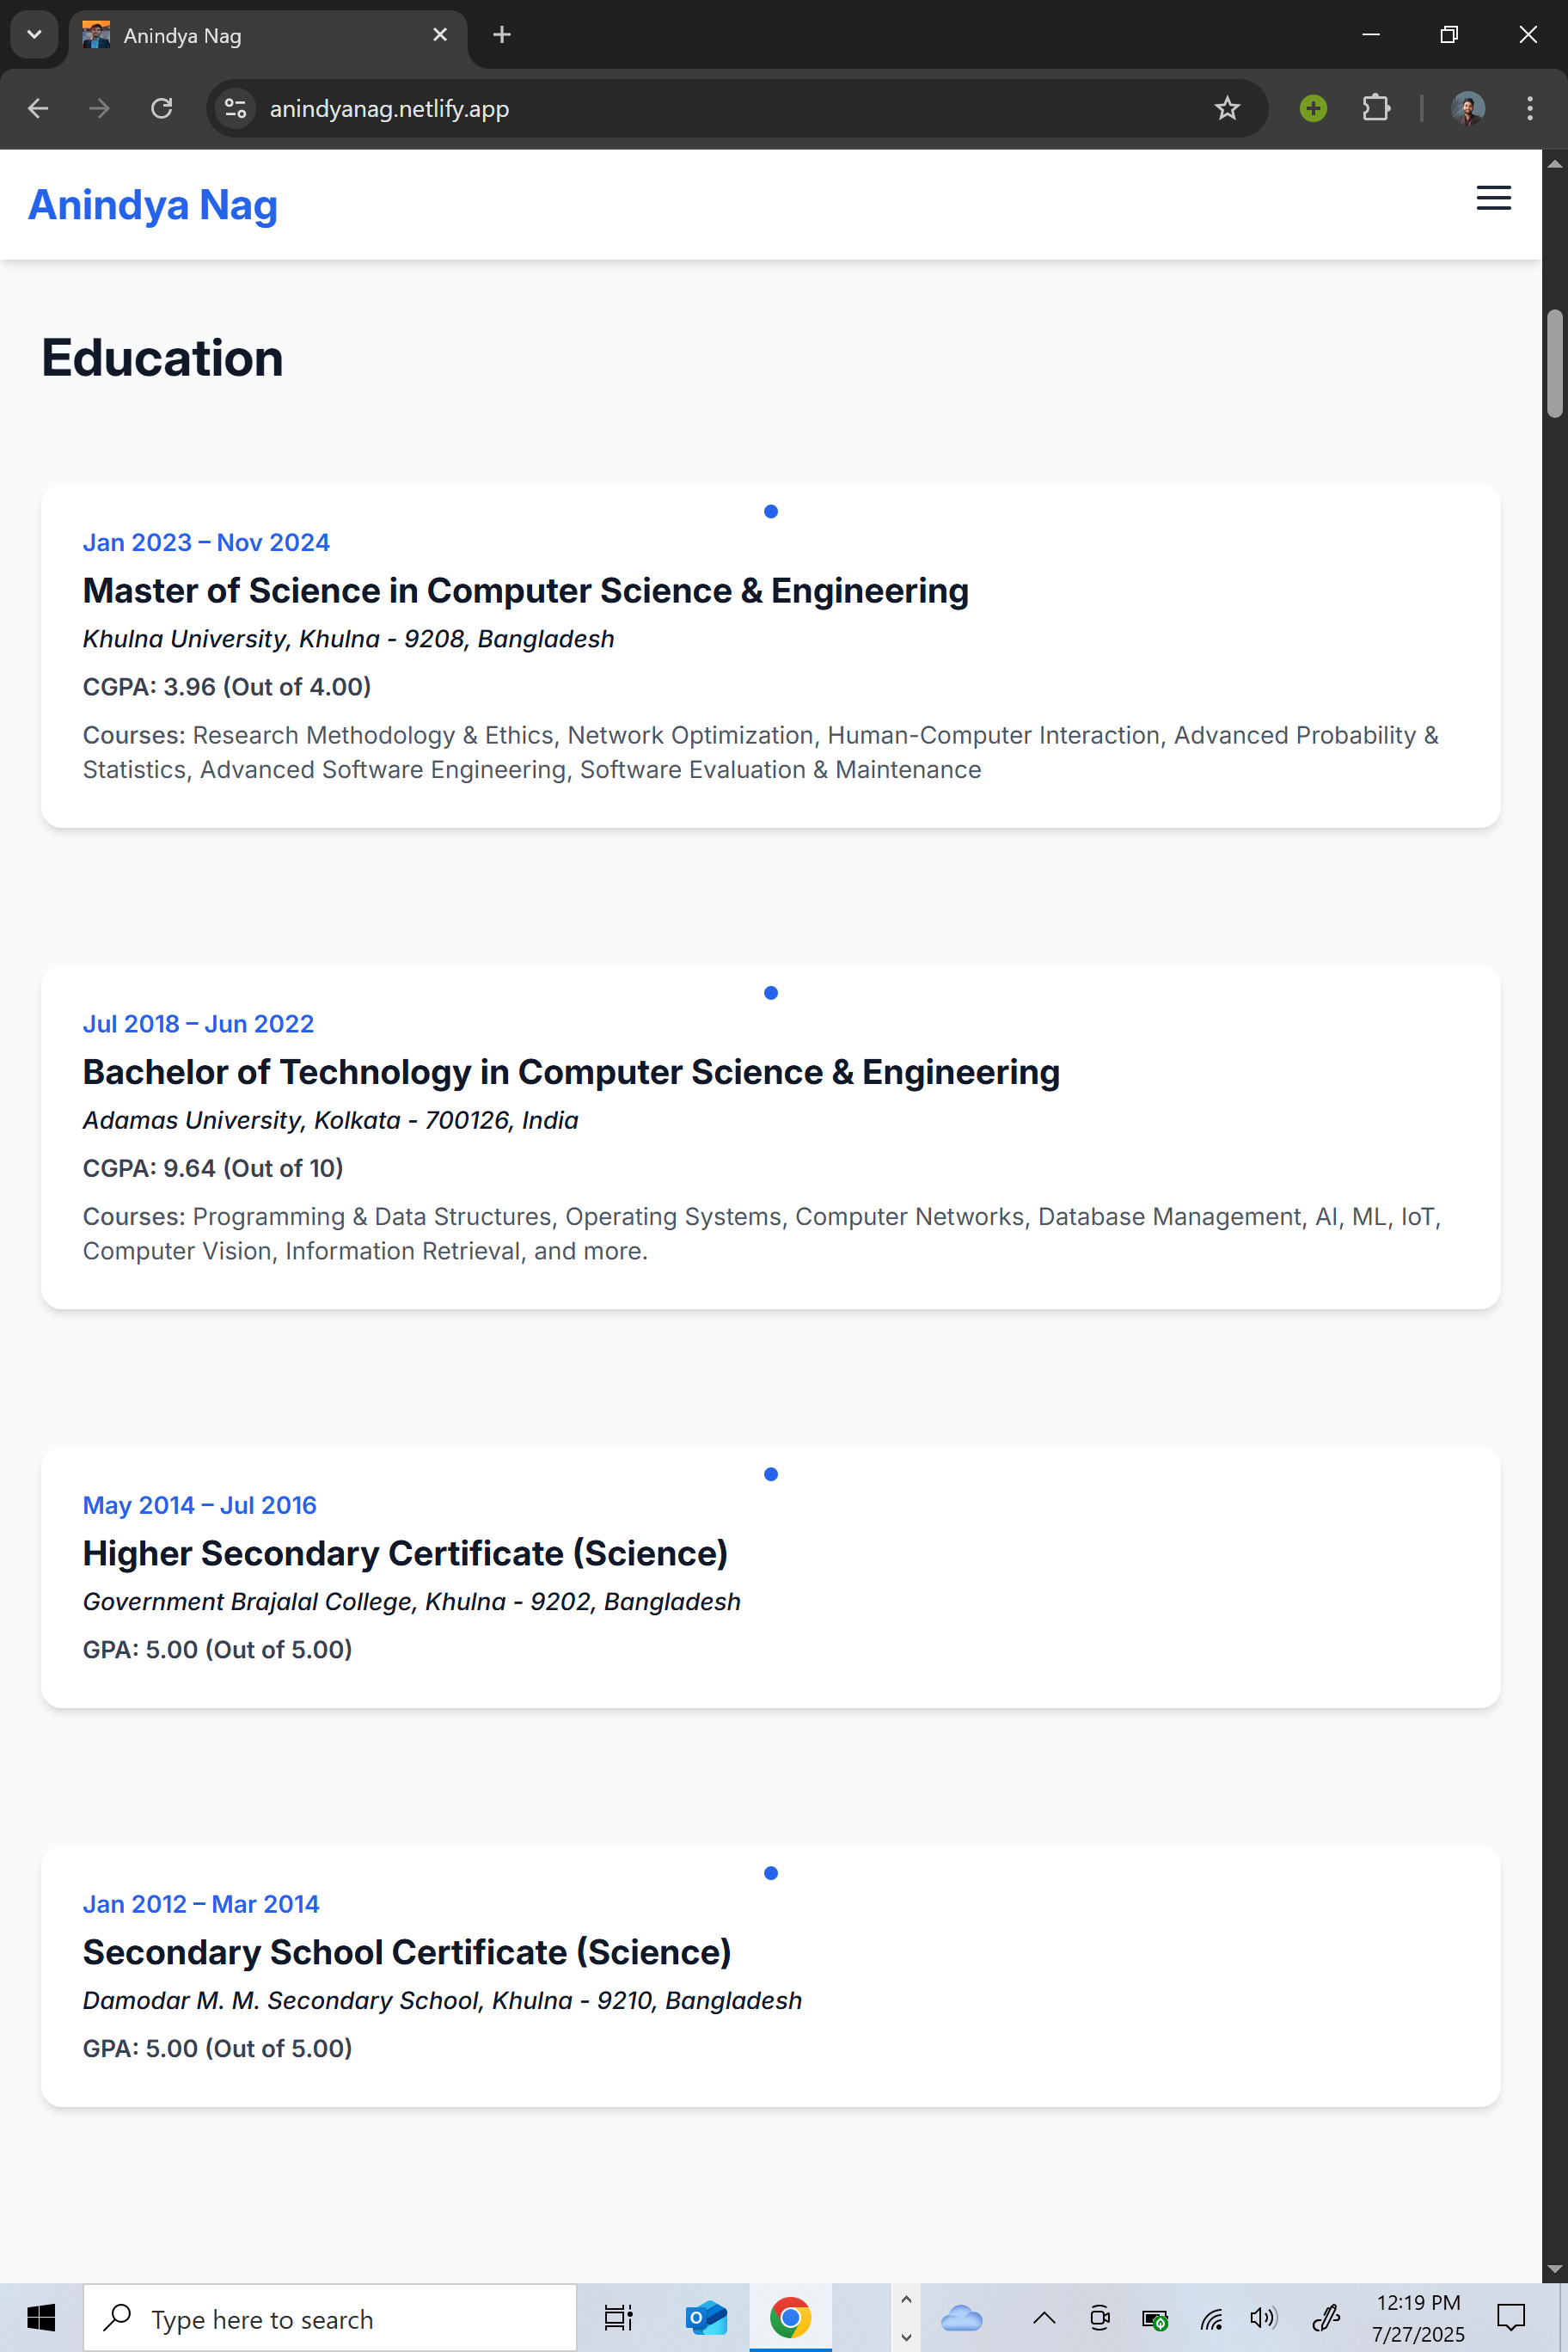 Anindya Nag
anindyanag.netlify.app
Anindya Nag
Education
Jan 2023 – Nov 2024
Master of Science in Computer Science & Engineering
Khulna University, Khulna - 9208, Bangladesh
CGPA: 3.96 (Out of 4.00)
Courses: Research Methodology & Ethics, Network Optimization, Human-Computer Interaction, Advanced Probability &
Statistics, Advanced Software Engineering, Software Evaluation & Maintenance
Jul 2018 – Jun 2022
Bachelor of Technology in Computer Science & Engineering
Adamas University, Kolkata - 700126, India
CGPA: 9.64 (Out of 10)
Courses: Programming & Data Structures, Operating Systems, Computer Networks, Database Management, AI, ML, IoT,
Computer Vision, Information Retrieval, and more.
May 2014 – Jul 2016
Higher Secondary Certificate (Science)
Government Brajalal College, Khulna - 9202, Bangladesh
GPA: 5.00 (Out of 5.00)
Jan 2012 – Mar 2014
Secondary School Certificate (Science)
Damodar M. M. Secondary School, Khulna - 9210, Bangladesh
GPA: 5.00 (Out of 5.00)
Type here to search
12:19 PM
7/27/2025